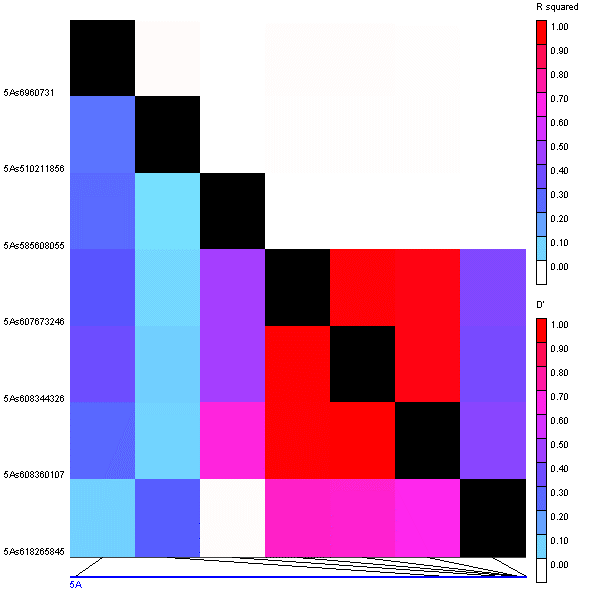 R squared
1.00
0.90
0.80
0.70
0.60
0.50
0.40
0.30
0.20
0.10
0.00
5As6960731
5As510211856
5As585608055
5As607673246
5As608344326
5As608360107
5As618265845
D'
1.00
0.90
0.80
0.70
0.60
0.50
0.40
0.30
0.20
0.10
0.00
5A